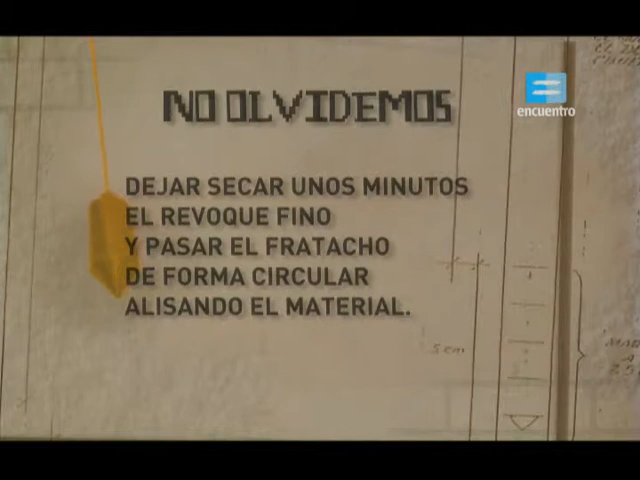 NO OLVIDEMOS
encuentro
DEJAR SECAR UNOS MINUTOS
EL REVOQUE FINO
Y PASAR EL FRATACHO
DE FORMA CIRCULAR
ALISANDO EL MATERIAL.
5 cm